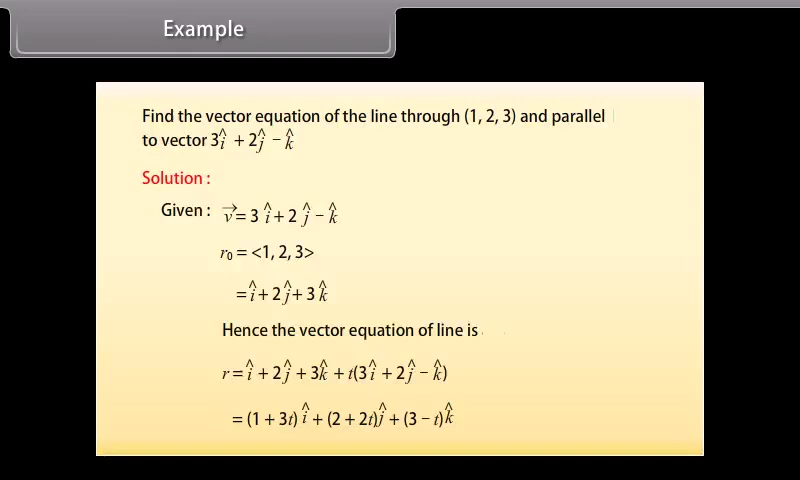 Example
Find the vector equation of the line through (1, 2, 3) and parallel
to vector 3î + 2ĵ − k̂
Solution :
Given : v⃗ = 3 î + 2 ĵ − k̂
r₀ = <1, 2, 3>
= î + 2 ĵ + 3 k̂
Hence the vector equation of line is
r = î + 2ĵ + 3k̂ + t(3 î + 2ĵ − k̂)
= (1 + 3t) î + (2 + 2t)ĵ + (3 − t)k̂